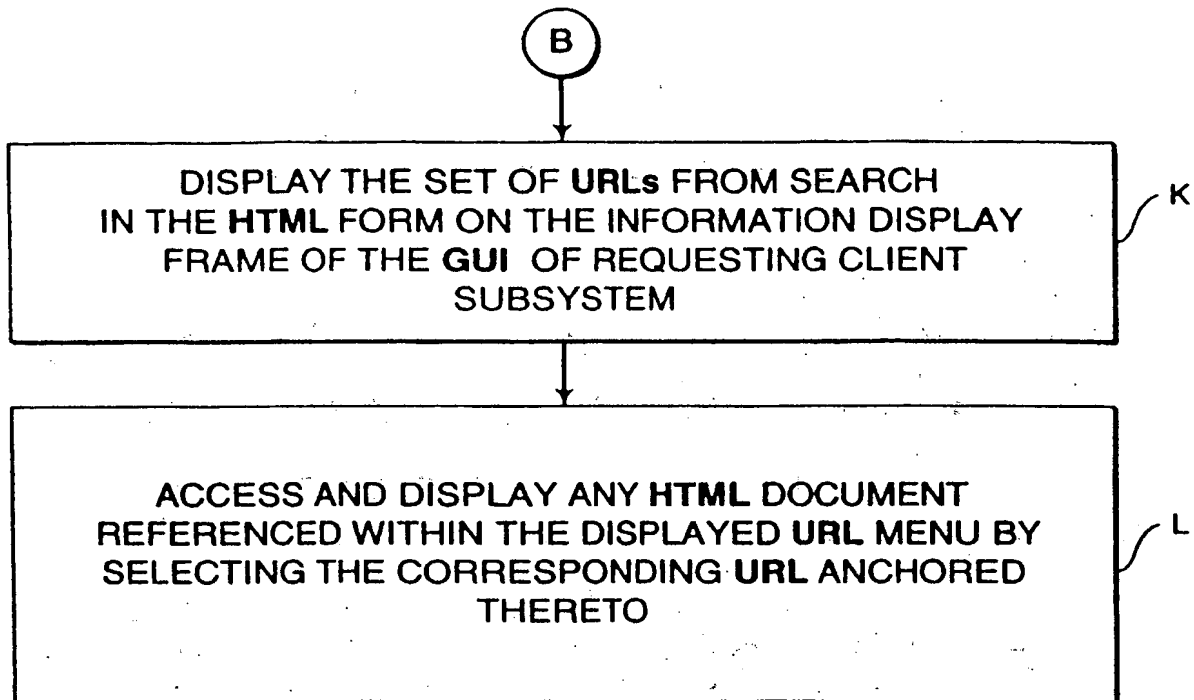 B
DISPLAY THE SET OF URLs FROM SEARCH
IN THE HTML FORM ON THE INFORMATION DISPLAY
FRAME OF THE GUI OF REQUESTING CLIENT
SUBSYSTEM
K
ACCESS AND DISPLAY ANY HTML DOCUMENT
REFERENCED WITHIN THE DISPLAYED URL MENU BY
SELECTING THE CORRESPONDING URL ANCHORED
THERETO
L